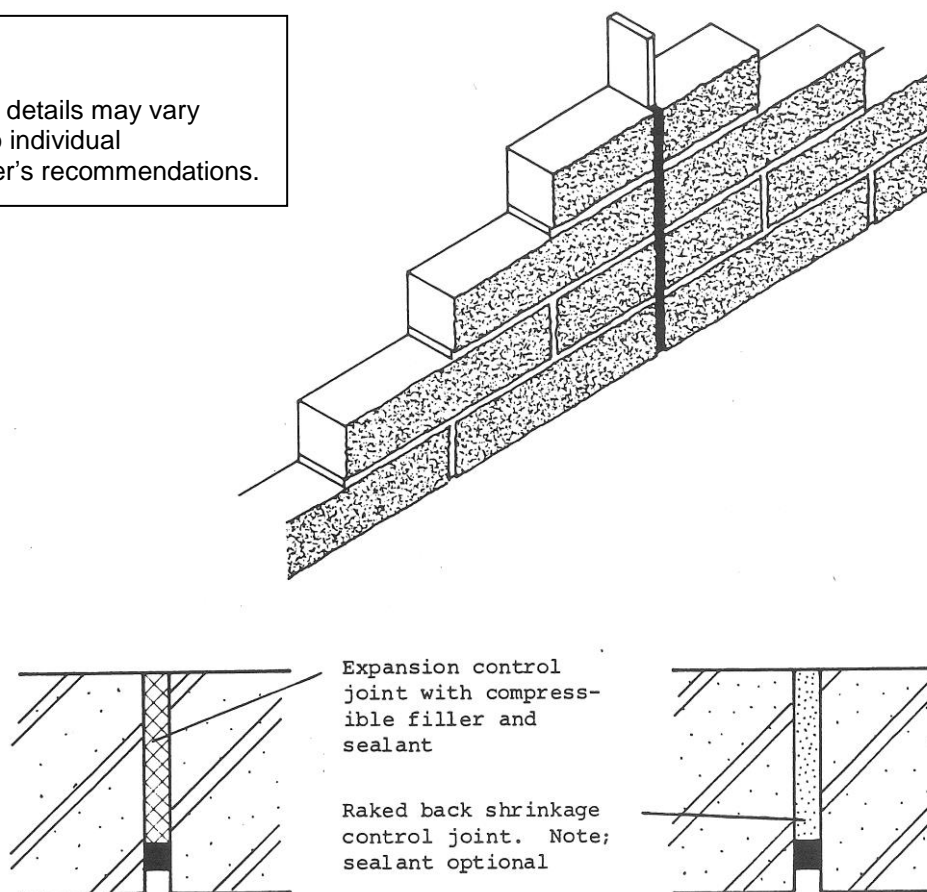 details may vary
individual
recommendations.
Expansion control
joint with compress-
ible filler and
sealant
Raked back shrinkage
control joint. Note;
sealant optional